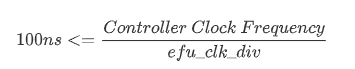 100ns <= Controller Clock Frequency / efu_clk_div